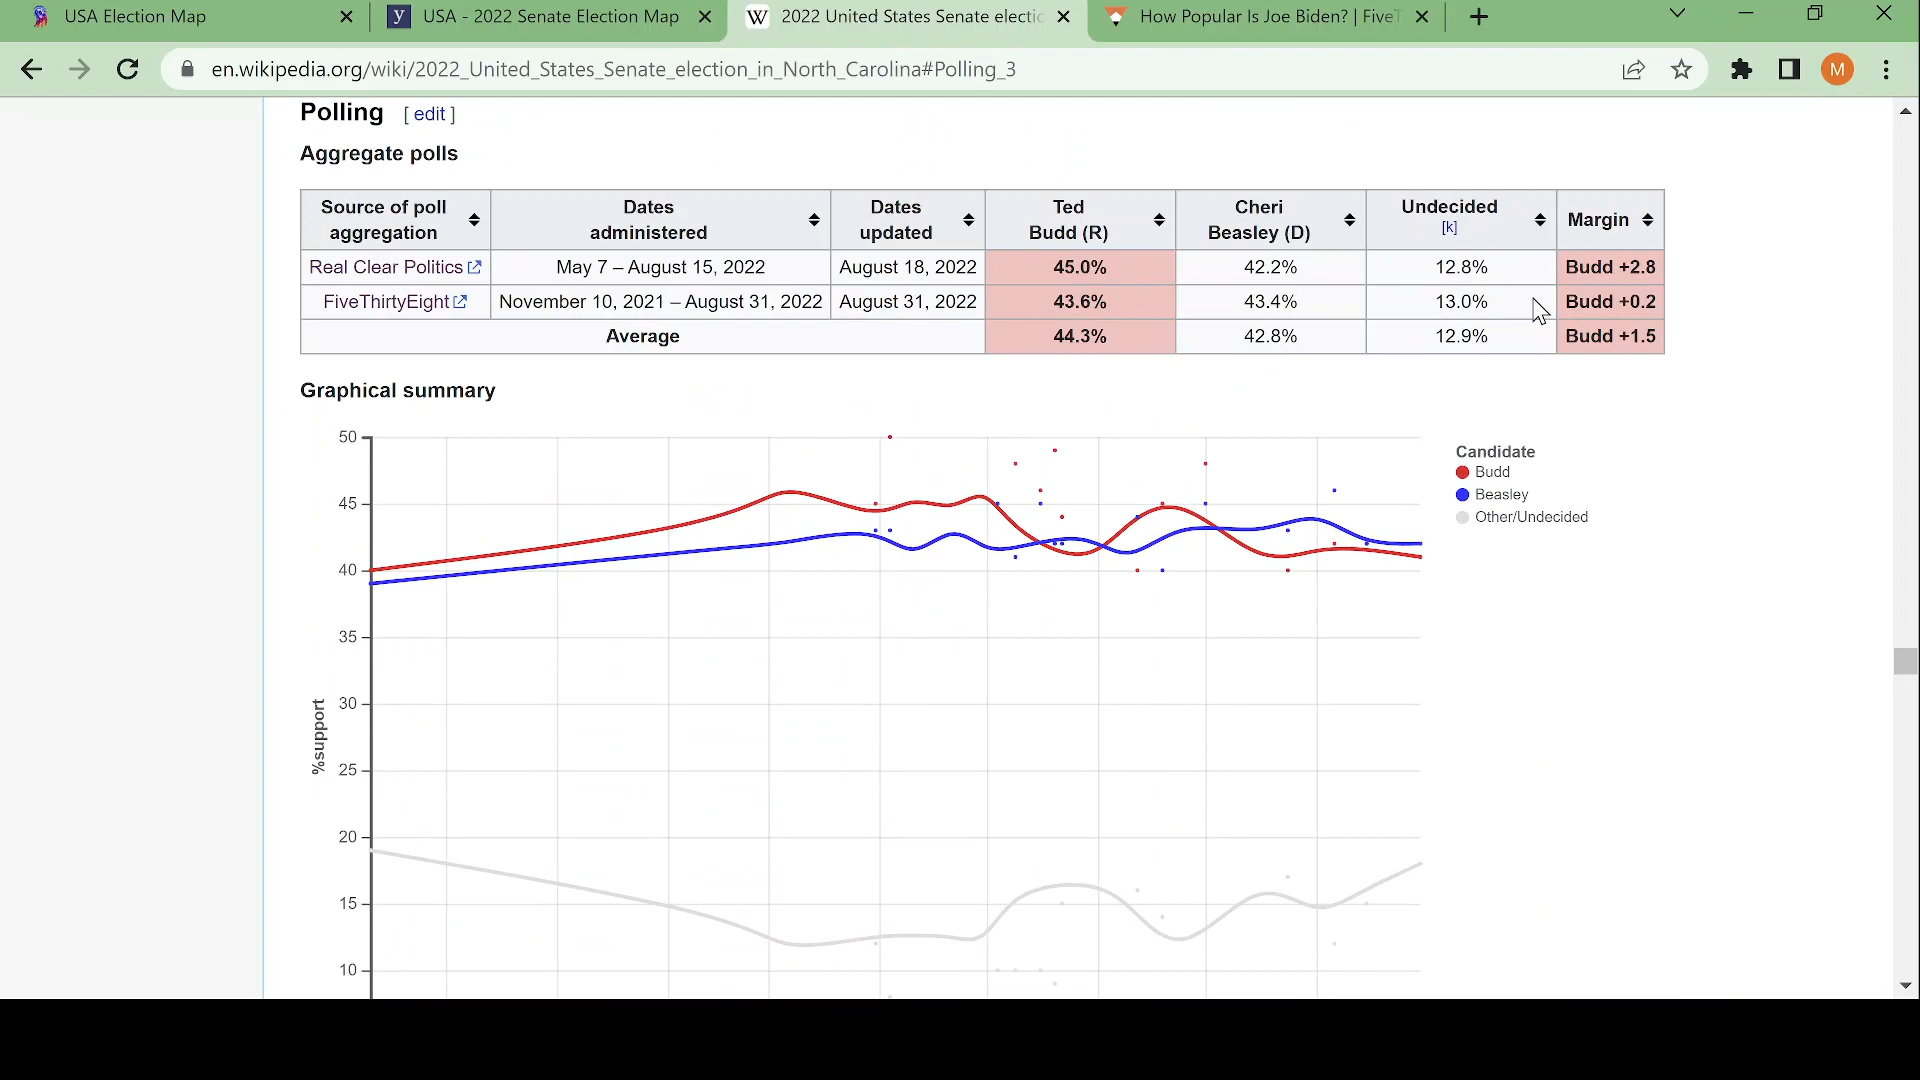 USA Election Map
y USA - 2022 Senate Election Map
W 2022 United States Senate electic
How Popular Is Joe Biden? | FiveT
en.wikipedia.org/wiki/2022_United_States_Senate_election_in_North_Carolina#Polling_3
M
Polling [ edit ]
Aggregate polls
Source of poll aggregation Dates administered Dates updated Ted Budd (R) Cheri Beasley (D) Undecided [k] Margin
Real Clear Politics May 7 – August 15, 2022 August 18, 2022 45.0% 42.2% 12.8% Budd +2.8
FiveThirtyEight November 10, 2021 – August 31, 2022 August 31, 2022 43.6% 43.4% 13.0% Budd +0.2
Average 44.3% 42.8% 12.9% Budd +1.5
Graphical summary
50
45
40
35
30
25
20
15
10
%support
Candidate
Budd
Beasley
Other/Undecided